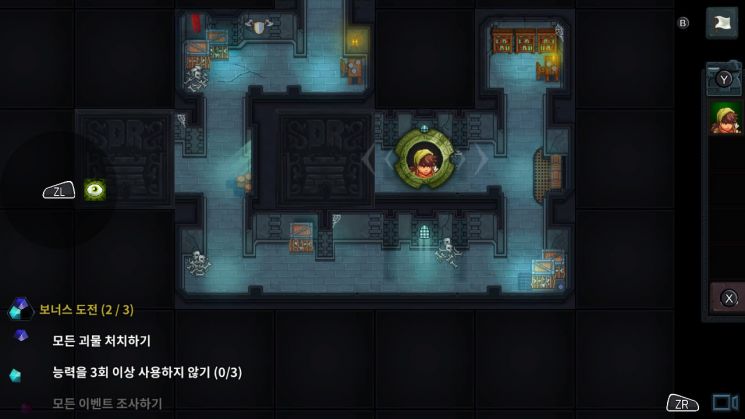 B
SDR2
SDR2
Y
ZL
보너스 도전 (2 / 3)
모든 괴물 처치하기
X
능력을 3회 이상 사용하지 않기 (0/3)
모든 이벤트 조사하기
ZR